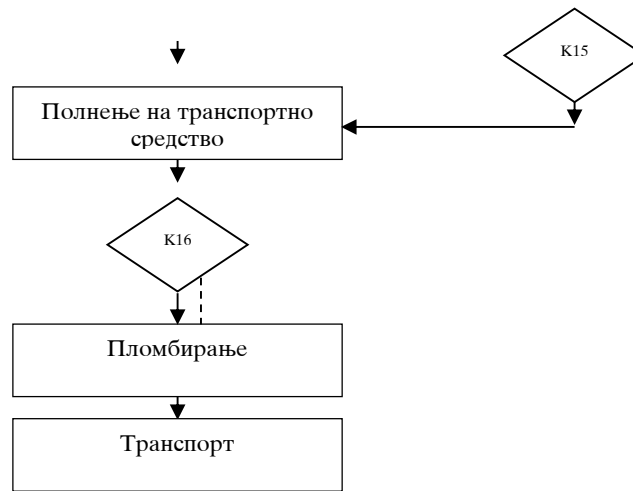 K15
Полнење на транспортно
средство
K16
Пломбирање
Транспорт